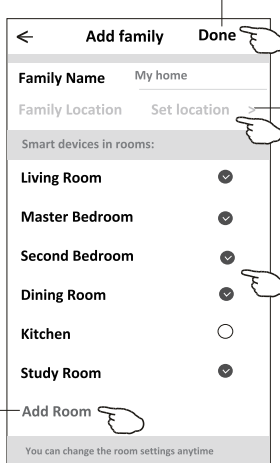 Add family Done
Family Name My home
Family Location Set location >
Smart devices in rooms:
Living Room
Master Bedroom
Second Bedroom
Dining Room
Kitchen
Study Room
Add Room
You can change the room settings anytime